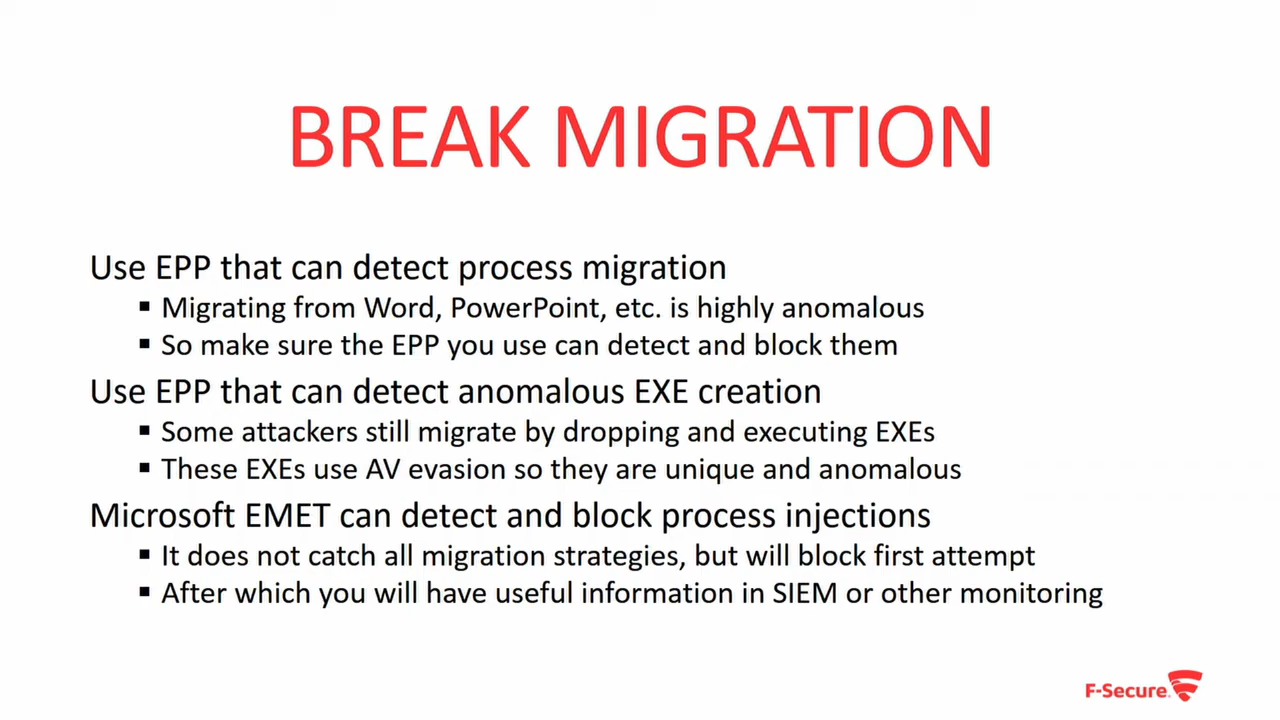 BREAK MIGRATION
Use EPP that can detect process migration
▪ Migrating from Word, PowerPoint, etc. is highly anomalous
▪ So make sure the EPP you use can detect and block them
Use EPP that can detect anomalous EXE creation
▪ Some attackers still migrate by dropping and executing EXEs
▪ These EXEs use AV evasion so they are unique and anomalous
Microsoft EMET can detect and block process injections
▪ It does not catch all migration strategies, but will block first attempt
▪ After which you will have useful information in SIEM or other monitoring
F-Secure.